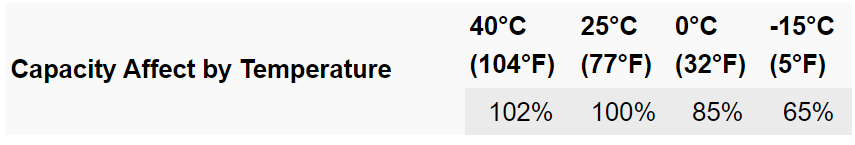 Capacity Affect by Temperature
40°C 25°C 0°C -15°C
(104°F) (77°F) (32°F) (5°F)
102% 100% 85% 65%